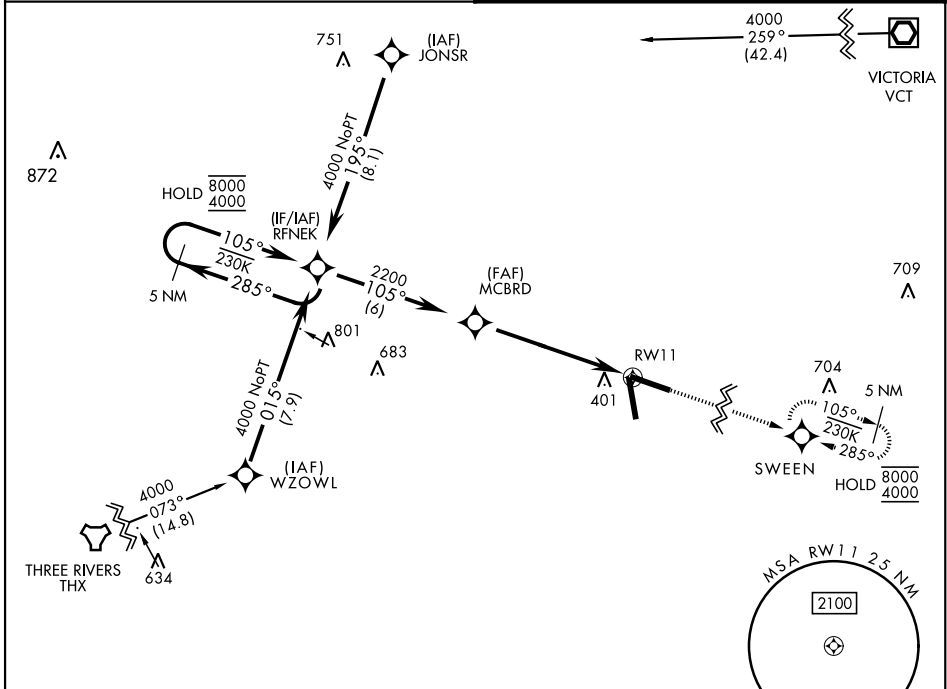 751
(IAF)
JONSR
4000
259°
(42.4)
VICTORIA
VCT
872
4000 NoPT
195°
(8.1)
HOLD 8000
4000
(IF/IAF)
RFNEK
105°
230K
285°
5 NM
2200
105°
(6)
(FAF)
MCBRD
709
801
683
RW11
401
704
5 NM
105°
230K
285°
SWEEN
HOLD 8000
4000
4000 NoPT
015°
(7.9)
(IAF)
WZOWL
4000
073°
(14.8)
THREE RIVERS
THX
634
MSA RW11 25 NM
2100